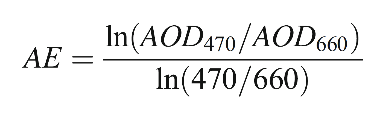 AE = ln(AOD₄₇₀/AOD₆₆₀) / ln(470/660)